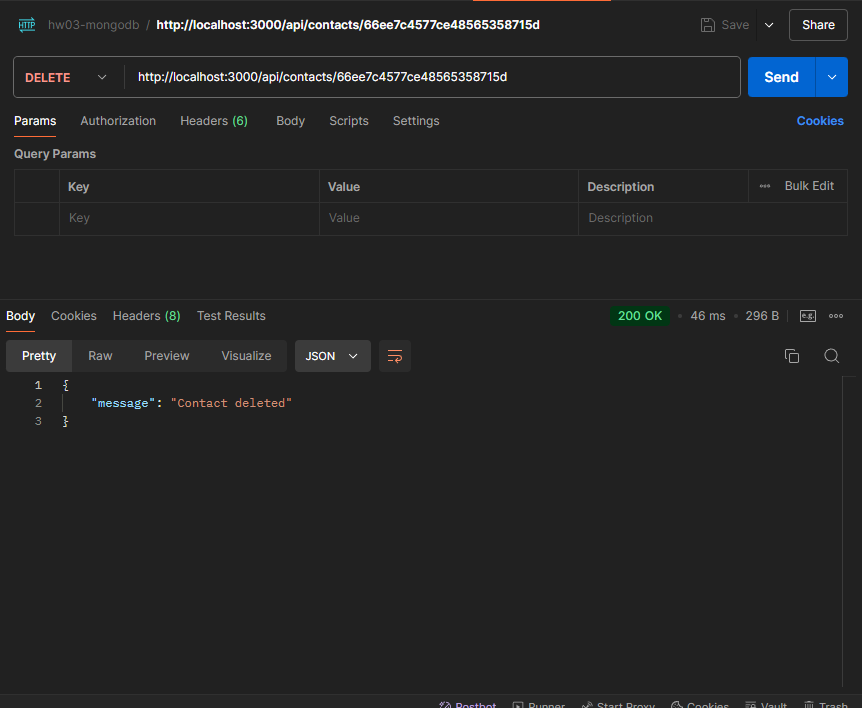 HTTP hw03-mongodb / http://localhost:3000/api/contacts/66ee7c4577ce48565358715d Save Share
DELETE http://localhost:3000/api/contacts/66ee7c4577ce48565358715d Send
Params Authorization Headers (6) Body Scripts Settings Cookies
Query Params
Key Value Description Bulk Edit
Key Value Description
Body Cookies Headers (8) Test Results 200 OK 46 ms 296 B e.g.
Pretty Raw Preview Visualize JSON
1 {
2 "message": "Contact deleted"
3 }
Postbot Runner Start Proxy Cookies Vault Trash